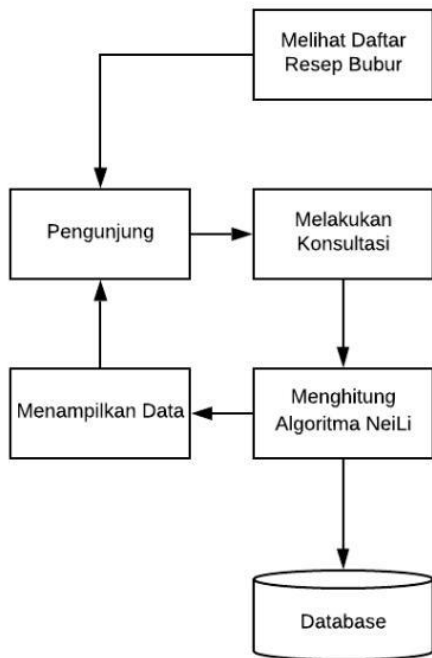 Melihat Daftar
Resep Bubur
Pengunjung
Melakukan
Konsultasi
Menampilkan Data
Menghitung
Algoritma NeiLi
Database